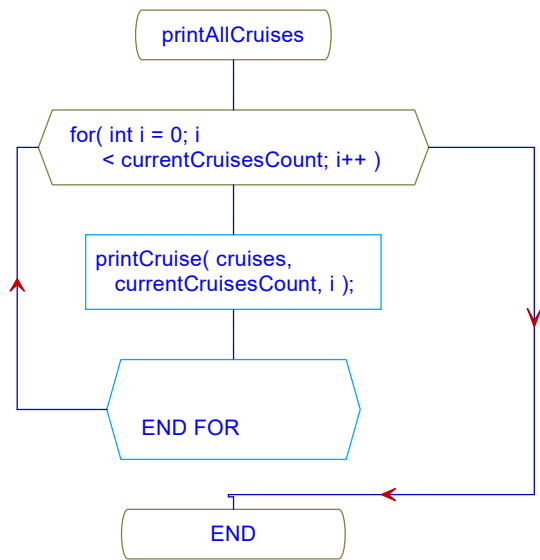 printAllCruises
for( int i = 0; i
< currentCruisesCount; i++ )
printCruise( cruises,
currentCruisesCount, i );
END FOR
END